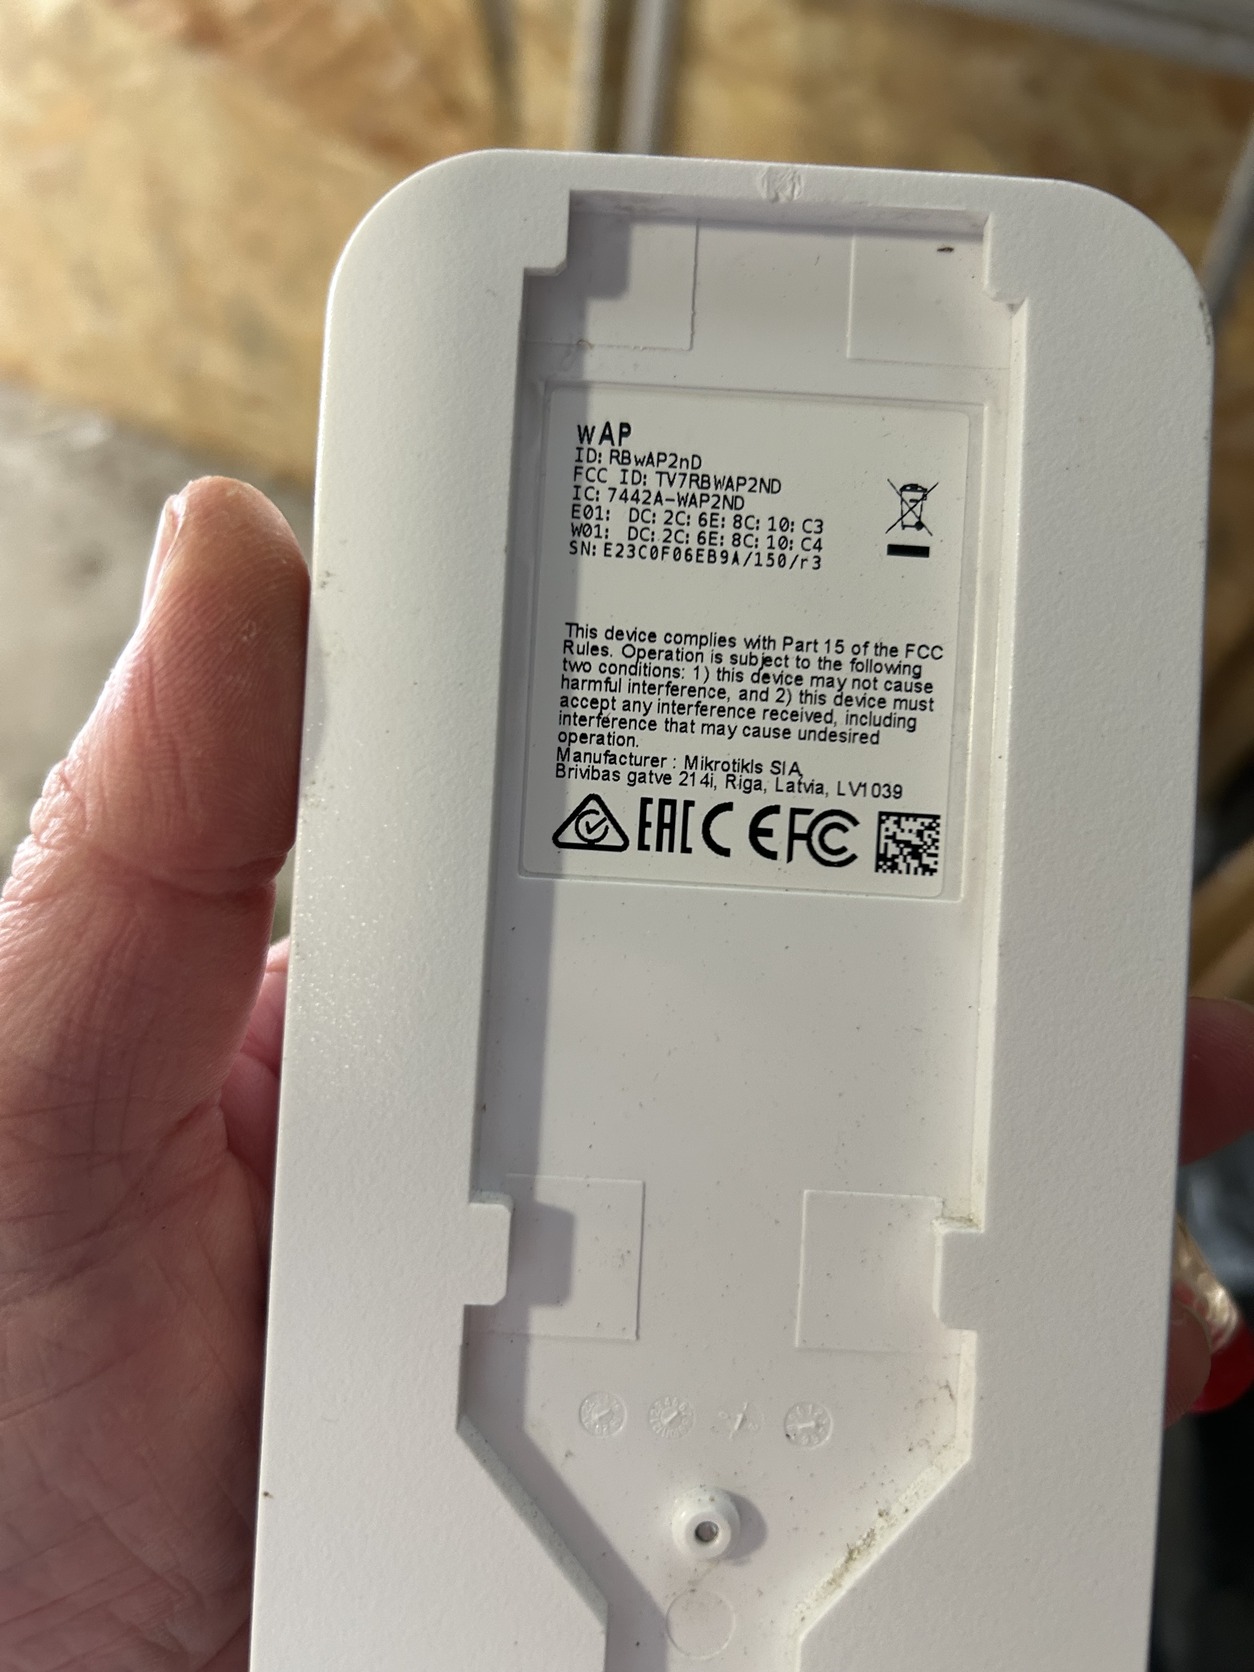 wAP
ID: RBwAP2nD
FCC ID: TV7RBWAP2ND
IC: 7442A-WAP2ND
E01: DC: 2C: 6E: 8C: 10: C3
W01: DC: 2C: 6E: 8C: 10: C4
SN: E23C0F06EB9A/150/r3
This device complies with Part 15 of the FCC
Rules. Operation is subject to the following
two conditions: 1) this device may not cause
harmful interference, and 2) this device must
accept any interference received, including
interference that may cause undesired
operation.
Manufacturer : Mikrotikls SIA,
Brivibas gatve 214i, Riga, Latvia, LV1039
EAC CE FC